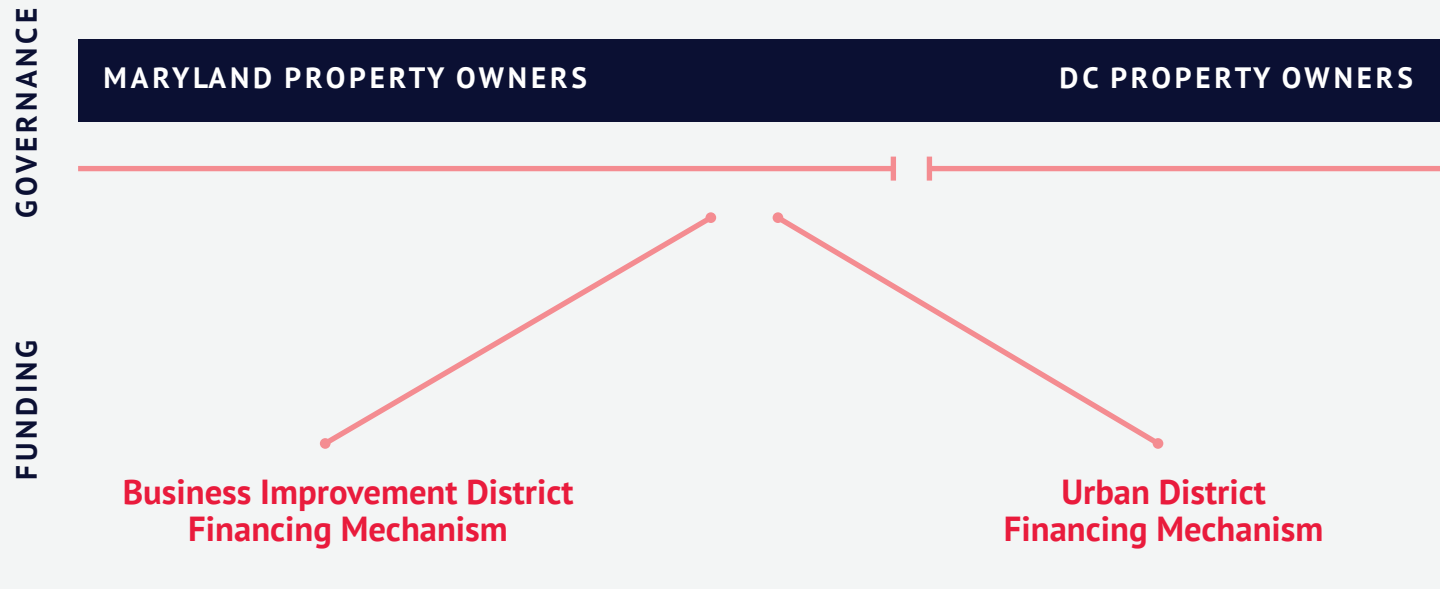 GOVERNANCE
MARYLAND PROPERTY OWNERS
DC PROPERTY OWNERS
FUNDING
Business Improvement District
Financing Mechanism
Urban District
Financing Mechanism